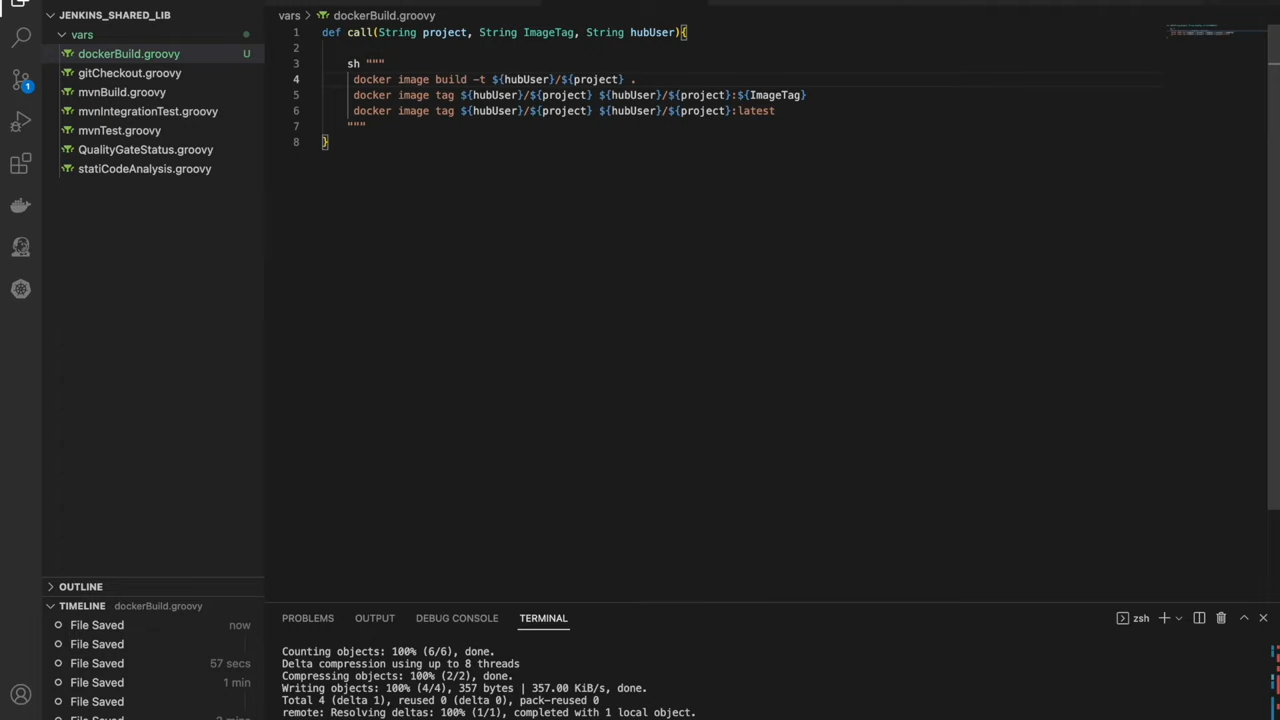 JENKINS_SHARED_LIB
vars
dockerBuild.groovy U
gitCheckout.groovy
mvnBuild.groovy
mvnIntegrationTest.groovy
mvnTest.groovy
QualityGateStatus.groovy
statiCodeAnalysis.groovy
1
OUTLINE
TIMELINE dockerBuild.groovy
File Saved now
File Saved
File Saved 57 secs
File Saved 1 min
File Saved
vars > dockerBuild.groovy
1 def call(String project, String ImageTag, String hubUser){
2
3 sh """
4 docker image build -t ${hubUser}/${project} .
5 docker image tag ${hubUser}/${project} ${hubUser}/${project}:${ImageTag}
6 docker image tag ${hubUser}/${project} ${hubUser}/${project}:latest
7 """
8 }
PROBLEMS OUTPUT DEBUG CONSOLE TERMINAL zsh
Counting objects: 100% (6/6), done.
Delta compression using up to 8 threads
Compressing objects: 100% (2/2), done.
Writing objects: 100% (4/4), 357 bytes | 357.00 KiB/s, done.
Total 4 (delta 1), reused 0 (delta 0), pack-reused 0
remote: Resolving deltas: 100% (1/1), completed with 1 local object.